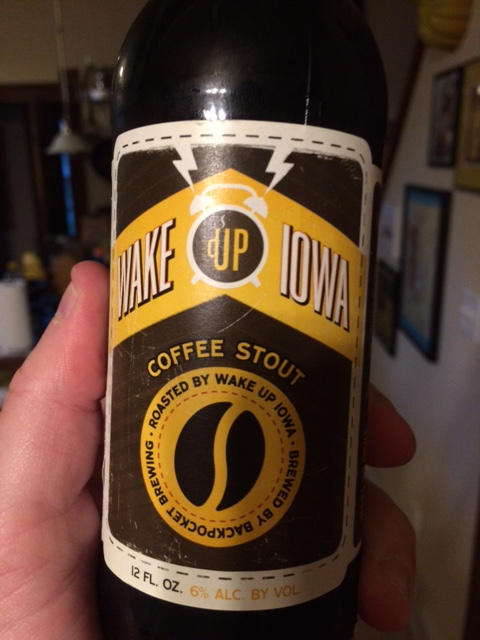 WAKE UP IOWA
COFFEE STOUT
ROASTED BY WAKE UP IOWA · BREWED BY BACKPOCKET BREWING ·
12 FL. OZ. 6% ALC. BY VOL.